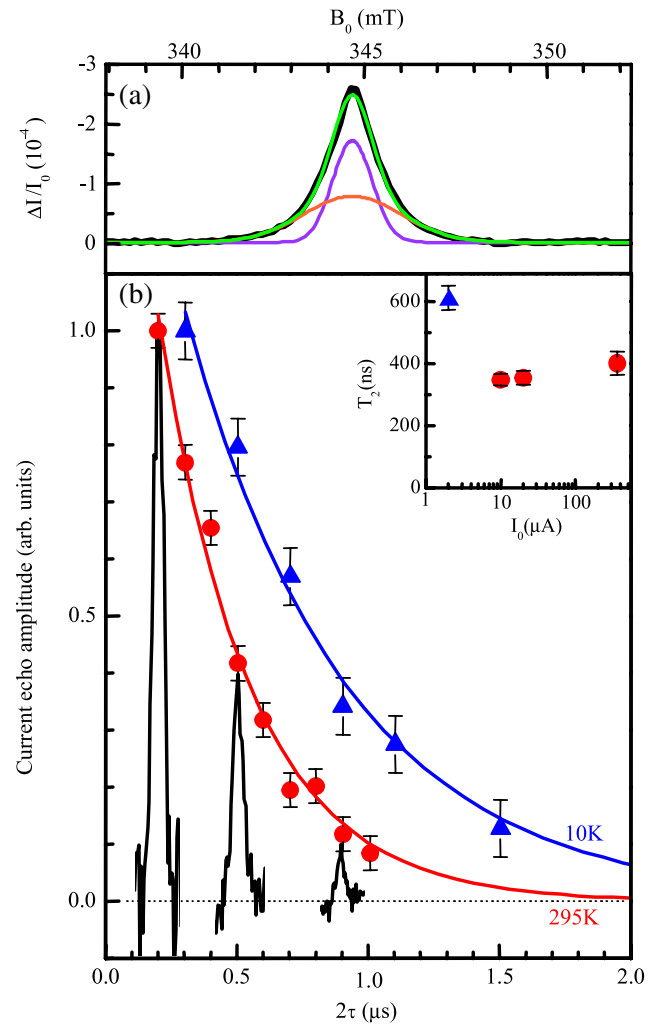 B₀ (mT)
340 345 350
(a)
ΔI/I₀ (10⁻⁴)
-3
-2
-1
0
(b)
Current echo amplitude (arb. units)
1.0
0.5
0.0
T₂(ns)
600
400
200
0
1 10 100
I₀(µA)
10K
295K
0.0 0.5 1.0 1.5 2.0
2τ (µs)